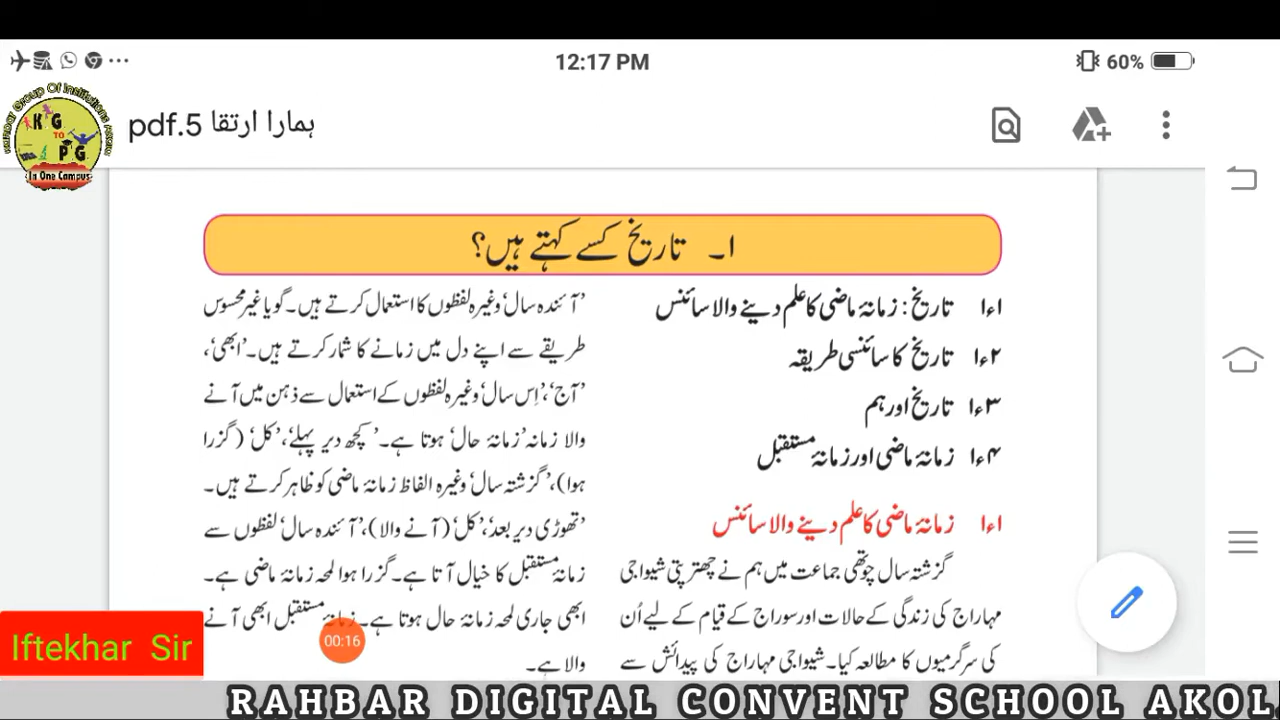 12:17 PM
60%
ہمارا ارتقا 5.pdf
Rahbar Group Of Institutions
K G
TO
P G
In One Campus
۱۔ تاریخ کسے کہتے ہیں؟
۱ء۱ تاریخ : زمانۂ ماضی کا علم دینے والا سائنس
۱ء۲ تاریخ کا سائنسی طریقہ
۱ء۳ تاریخ اور ہم
۱ء۴ زمانۂ ماضی اور زمانۂ مستقبل
۱ء۱ زمانۂ ماضی کا علم دینے والا سائنس
گزشتہ سال چوتھی جماعت میں ہم نے چھترپتی شیواجی
مہاراج کی زندگی کے حالات اور سوراج کے قیام کے لیے اُن
کی سرگرمیوں کا مطالعہ کیا۔ شیواجی مہاراج کی پیدائش سے
'آئندہ سال' وغیرہ لفظوں کا استعمال کرتے ہیں۔ گویا غیر محسوس
طریقے سے اپنے دل میں زمانے کا شمار کرتے ہیں۔ 'ابھی'،
'آج'، 'اِس سال' وغیرہ لفظوں کے استعمال سے ذہن میں آنے
والا زمانہ 'زمانۂ حال' ہوتا ہے۔ 'کچھ دیر پہلے'، 'کل' (گزرا
ہوا)، 'گزشتہ سال' وغیرہ الفاظ زمانۂ ماضی کو ظاہر کرتے ہیں۔
'تھوڑی دیر بعد'، 'کل' (آنے والا)، 'آئندہ سال' لفظوں سے
زمانۂ مستقبل کا خیال آتا ہے۔ گزرا ہوا لمحہ زمانۂ ماضی ہے۔
ابھی جاری لمحہ زمانۂ حال ہوتا ہے۔ زمانۂ مستقبل ابھی آنے
والا ہے۔
00:16
Iftekhar Sir
RAHBAR DIGITAL CONVENT SCHOOL AKOL